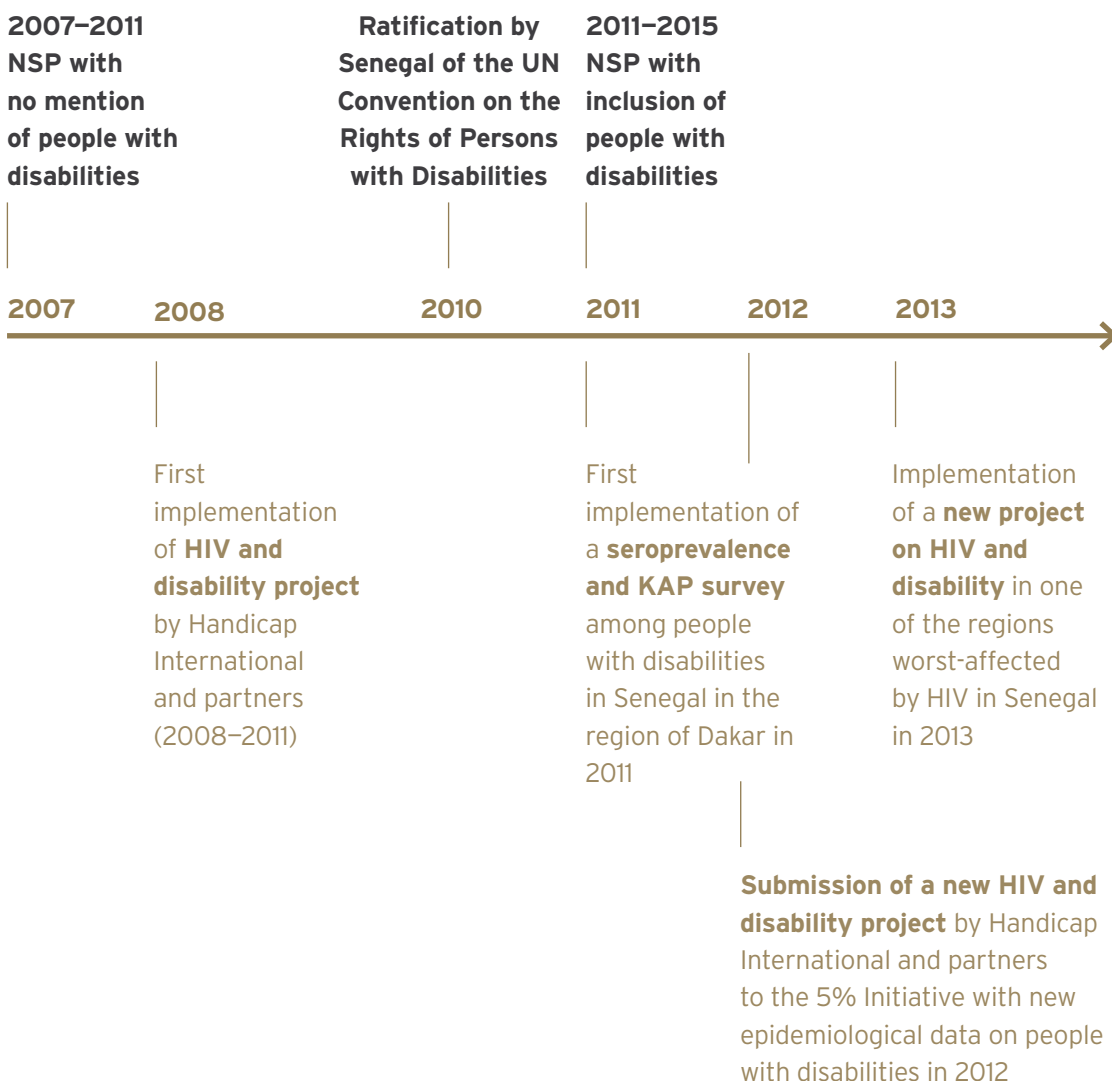 2007–2011
NSP with
no mention
of people with
disabilities
Ratification by
Senegal of the UN
Convention on the
Rights of Persons
with Disabilities
2011–2015
NSP with
inclusion of
people with
disabilities
2007
2008
2010
2011
2012
2013
First
implementation
of HIV and
disability project
by Handicap
International
and partners
(2008–2011)
First
implementation of
a seroprevalence
and KAP survey
among people
with disabilities
in Senegal in the
region of Dakar in
2011
Implementation
of a new project
on HIV and
disability in one
of the regions
worst-affected
by HIV in Senegal
in 2013
Submission of a new HIV and
disability project by Handicap
International and partners
to the 5% Initiative with new
epidemiological data on people
with disabilities in 2012